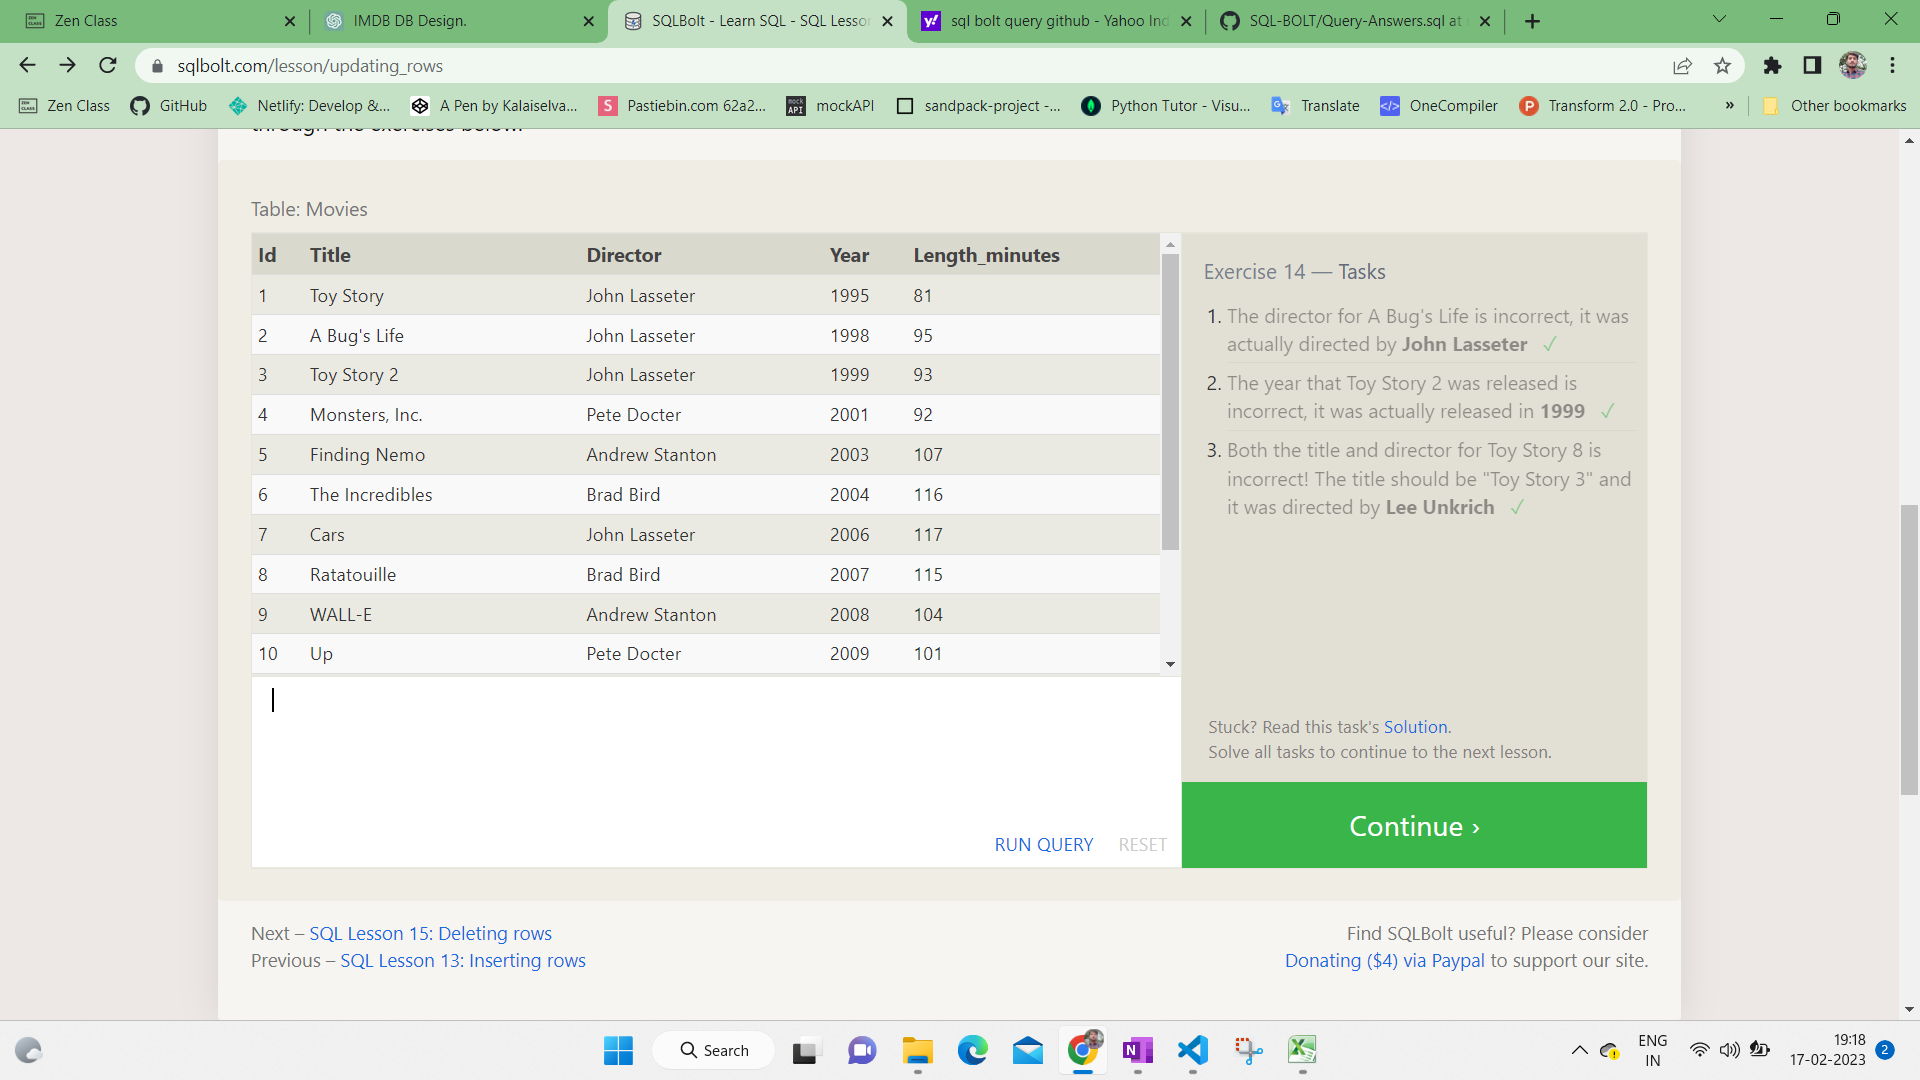 Zen Class
IMDB DB Design.
SQLBolt - Learn SQL - SQL Lesson
sql bolt query github - Yahoo Ind
SQL-BOLT/Query-Answers.sql at
sqlbolt.com/lesson/updating_rows
Zen Class
GitHub
Netlify: Develop &...
A Pen by Kalaiselva...
Pastiebin.com 62a2...
mockAPI
sandpack-project -...
Python Tutor - Visu...
Translate
OneCompiler
Transform 2.0 - Pro...
»
Other bookmarks
through the exercises below.
Table: Movies
Id Title Director Year Length_minutes
1 Toy Story John Lasseter 1995 81
2 A Bug's Life John Lasseter 1998 95
3 Toy Story 2 John Lasseter 1999 93
4 Monsters, Inc. Pete Docter 2001 92
5 Finding Nemo Andrew Stanton 2003 107
6 The Incredibles Brad Bird 2004 116
7 Cars John Lasseter 2006 117
8 Ratatouille Brad Bird 2007 115
9 WALL-E Andrew Stanton 2008 104
10 Up Pete Docter 2009 101
RUN QUERY RESET
Exercise 14 — Tasks
1. The director for A Bug's Life is incorrect, it was
actually directed by John Lasseter ✓
2. The year that Toy Story 2 was released is
incorrect, it was actually released in 1999 ✓
3. Both the title and director for Toy Story 8 is
incorrect! The title should be "Toy Story 3" and
it was directed by Lee Unkrich ✓
Stuck? Read this task's Solution.
Solve all tasks to continue to the next lesson.
Continue ›
Next – SQL Lesson 15: Deleting rows
Previous – SQL Lesson 13: Inserting rows
Find SQLBolt useful? Please consider
Donating ($4) via Paypal to support our site.
Search
ENG
IN
19:18
17-02-2023
2